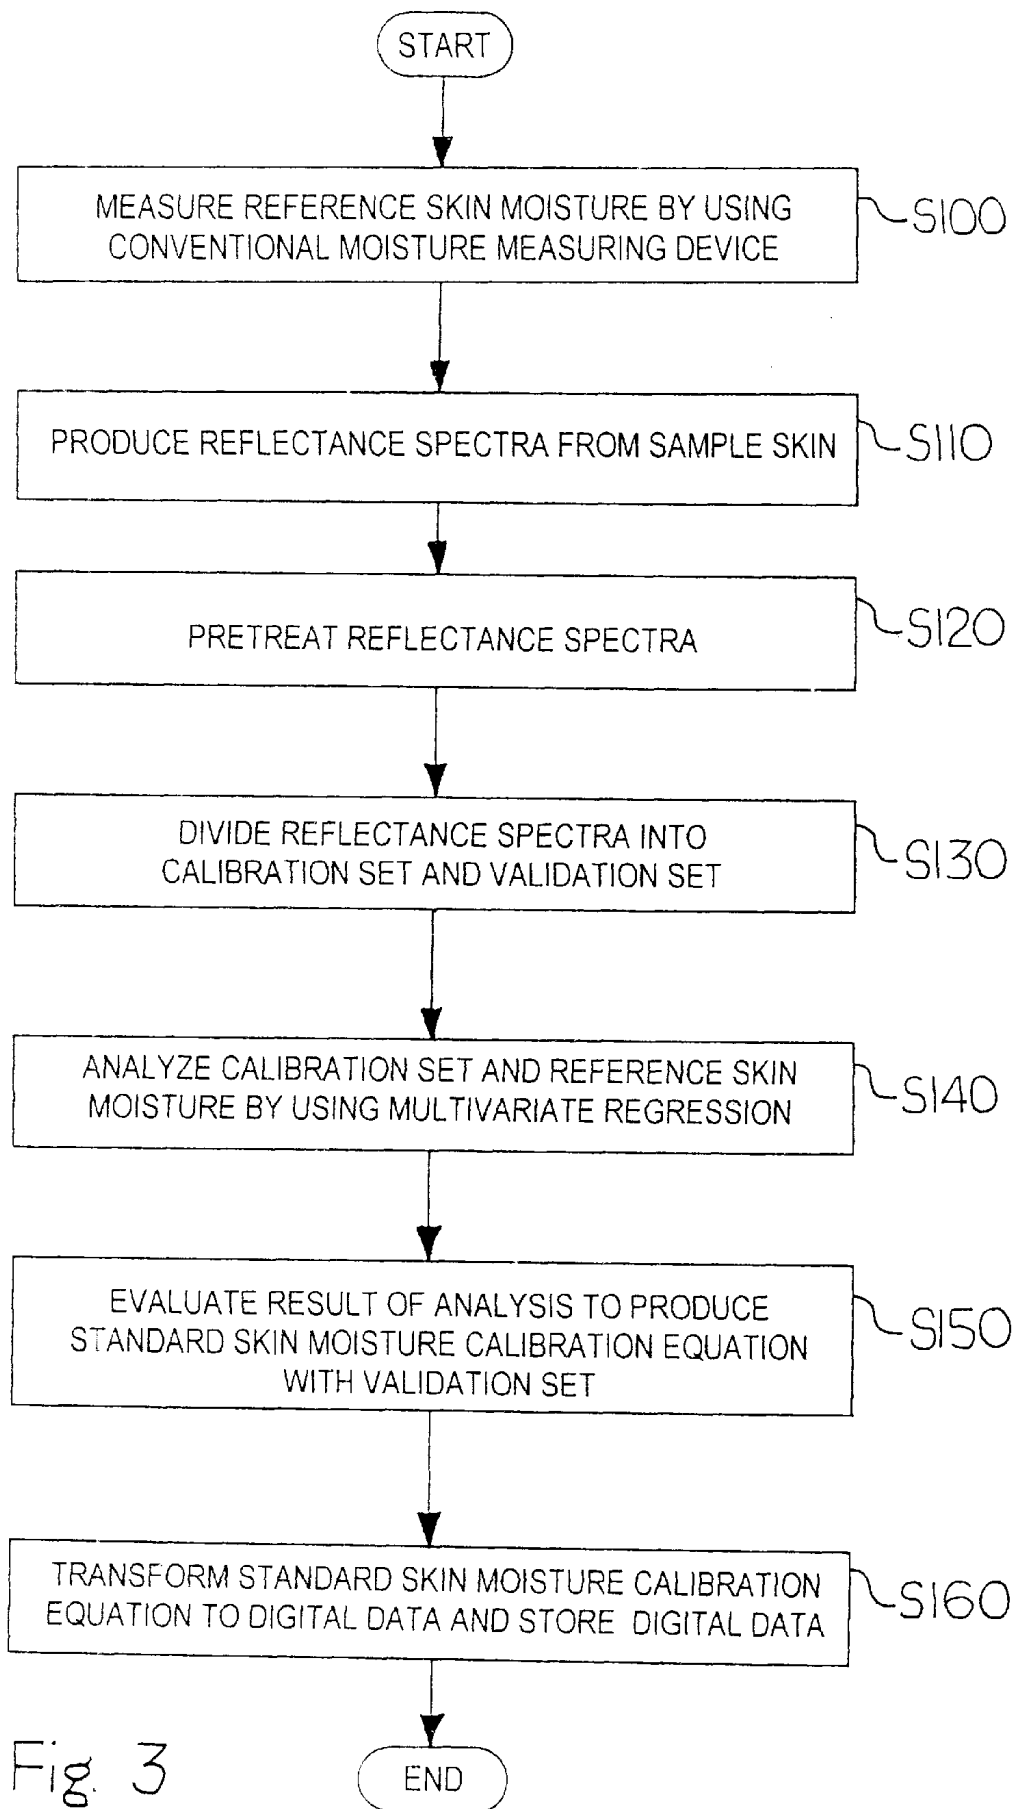 START
MEASURE REFERENCE SKIN MOISTURE BY USING
CONVENTIONAL MOISTURE MEASURING DEVICE
S100
PRODUCE REFLECTANCE SPECTRA FROM SAMPLE SKIN
S110
PRETREAT REFLECTANCE SPECTRA
S120
DIVIDE REFLECTANCE SPECTRA INTO
CALIBRATION SET AND VALIDATION SET
S130
ANALYZE CALIBRATION SET AND REFERENCE SKIN
MOISTURE BY USING MULTIVARIATE REGRESSION
S140
EVALUATE RESULT OF ANALYSIS TO PRODUCE
STANDARD SKIN MOISTURE CALIBRATION EQUATION
WITH VALIDATION SET
S150
TRANSFORM STANDARD SKIN MOISTURE CALIBRATION
EQUATION TO DIGITAL DATA AND STORE DIGITAL DATA
S160
END
Fig. 3